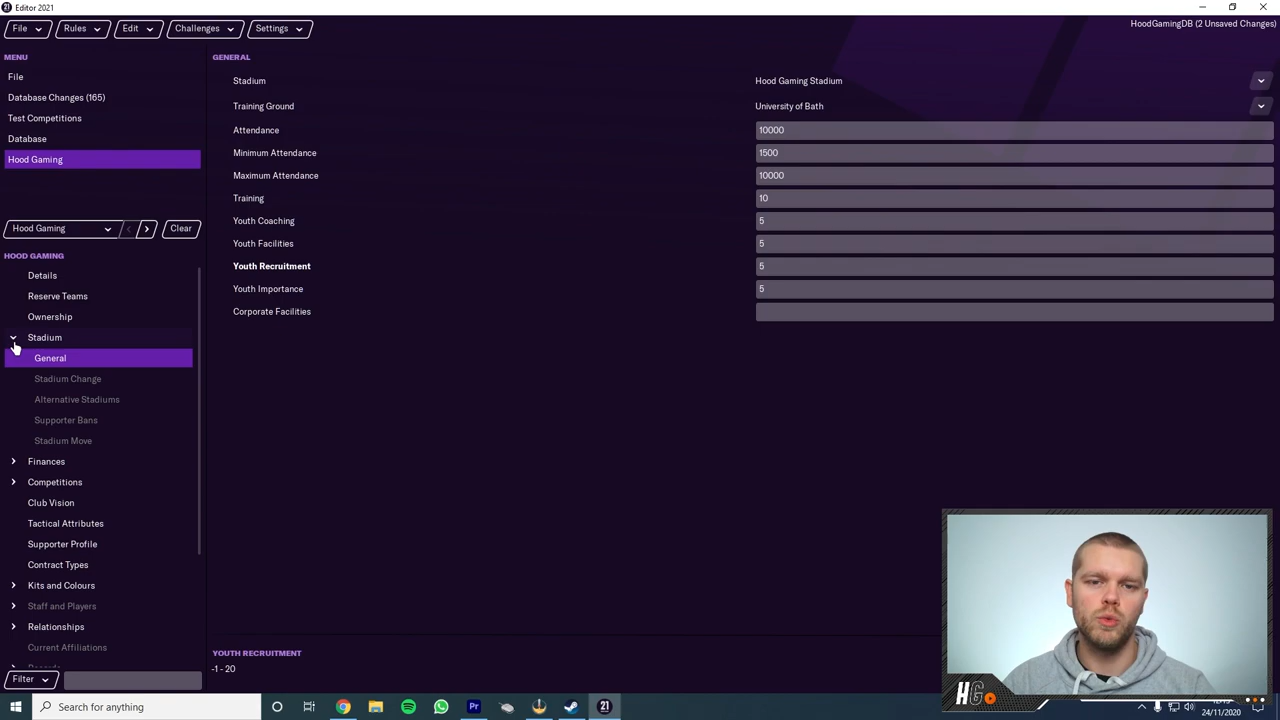 21 Editor 2021
File Rules Edit Challenges Settings
HoodGamingDB (2 Unsaved Changes)
MENU
File
Database Changes (165)
Test Competitions
Database
Hood Gaming
Hood Gaming Clear
HOOD GAMING
Details
Reserve Teams
Ownership
Stadium
General
Stadium Change
Alternative Stadiums
Supporter Bans
Stadium Move
Finances
Competitions
Club Vision
Tactical Attributes
Supporter Profile
Contract Types
Kits and Colours
Staff and Players
Relationships
Current Affiliations
Records
Filter
GENERAL
Stadium Hood Gaming Stadium
Training Ground University of Bath
Attendance 10000
Minimum Attendance 1500
Maximum Attendance 10000
Training 10
Youth Coaching 5
Youth Facilities 5
Youth Recruitment 5
Youth Importance 5
Corporate Facilities
YOUTH RECRUITMENT
-1 - 20
HG
Search for anything
Pr
21
24/11/2020